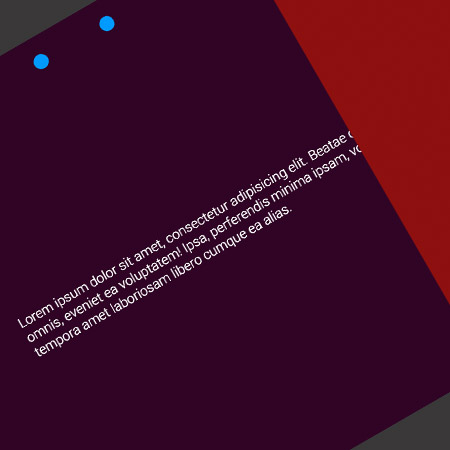 Lorem ipsum dolor sit amet, consectetur adipisicing elit. Beatae
omnis, eveniet ea voluptatem! Ipsa, perferendis minima ipsam,
tempora amet laboriosam libero cumque ea alias.